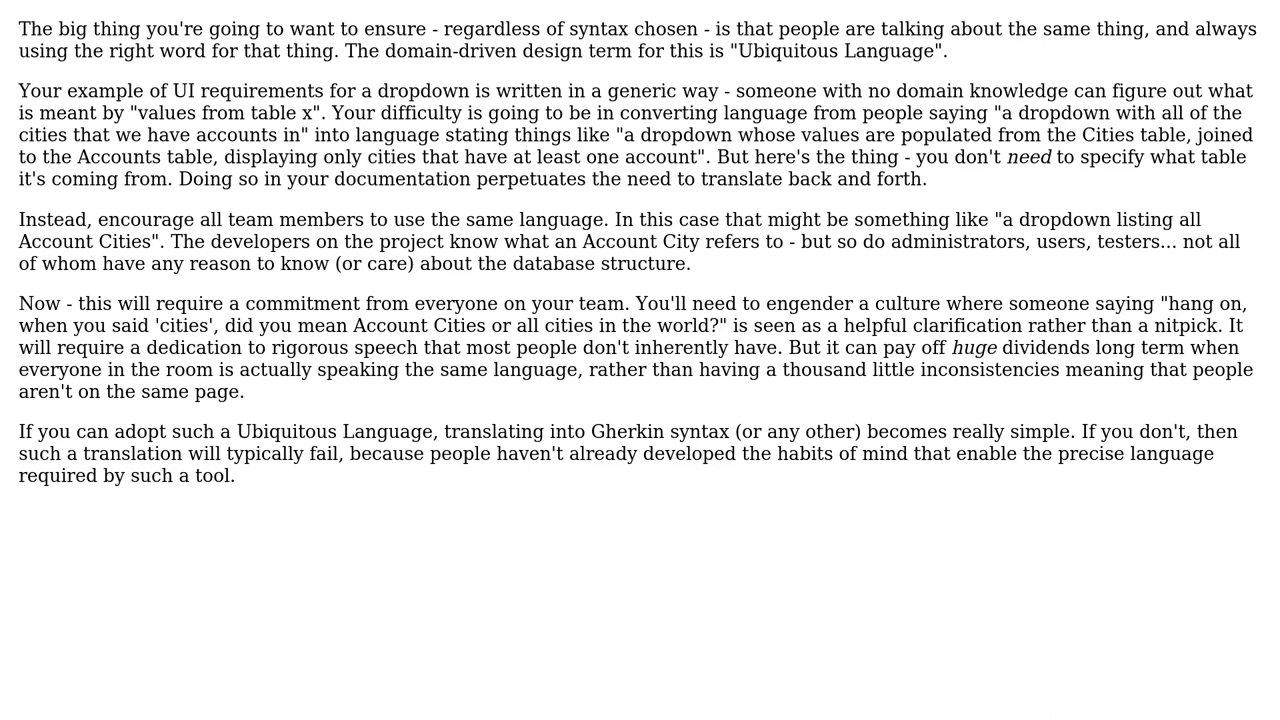 The big thing you're going to want to ensure - regardless of syntax chosen - is that people are talking about the same thing, and always
using the right word for that thing. The domain-driven design term for this is "Ubiquitous Language".
Your example of UI requirements for a dropdown is written in a generic way - someone with no domain knowledge can figure out what
is meant by "values from table x". Your difficulty is going to be in converting language from people saying "a dropdown with all of the
cities that we have accounts in" into language stating things like "a dropdown whose values are populated from the Cities table, joined
to the Accounts table, displaying only cities that have at least one account". But here's the thing - you don't need to specify what table
it's coming from. Doing so in your documentation perpetuates the need to translate back and forth.
Instead, encourage all team members to use the same language. In this case that might be something like "a dropdown listing all
Account Cities". The developers on the project know what an Account City refers to - but so do administrators, users, testers... not all
of whom have any reason to know (or care) about the database structure.
Now - this will require a commitment from everyone on your team. You'll need to engender a culture where someone saying "hang on,
when you said 'cities', did you mean Account Cities or all cities in the world?" is seen as a helpful clarification rather than a nitpick. It
will require a dedication to rigorous speech that most people don't inherently have. But it can pay off huge dividends long term when
everyone in the room is actually speaking the same language, rather than having a thousand little inconsistencies meaning that people
aren't on the same page.
If you can adopt such a Ubiquitous Language, translating into Gherkin syntax (or any other) becomes really simple. If you don't, then
such a translation will typically fail, because people haven't already developed the habits of mind that enable the precise language
required by such a tool.